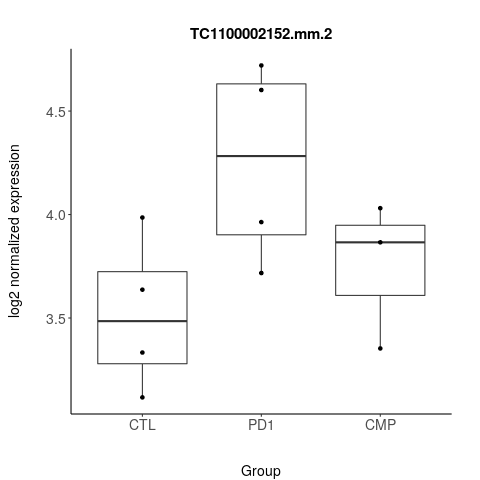 TC1100002152.mm.2
log2 normalized expression
4.5
4.0
3.5
CTL PD1 CMP
Group